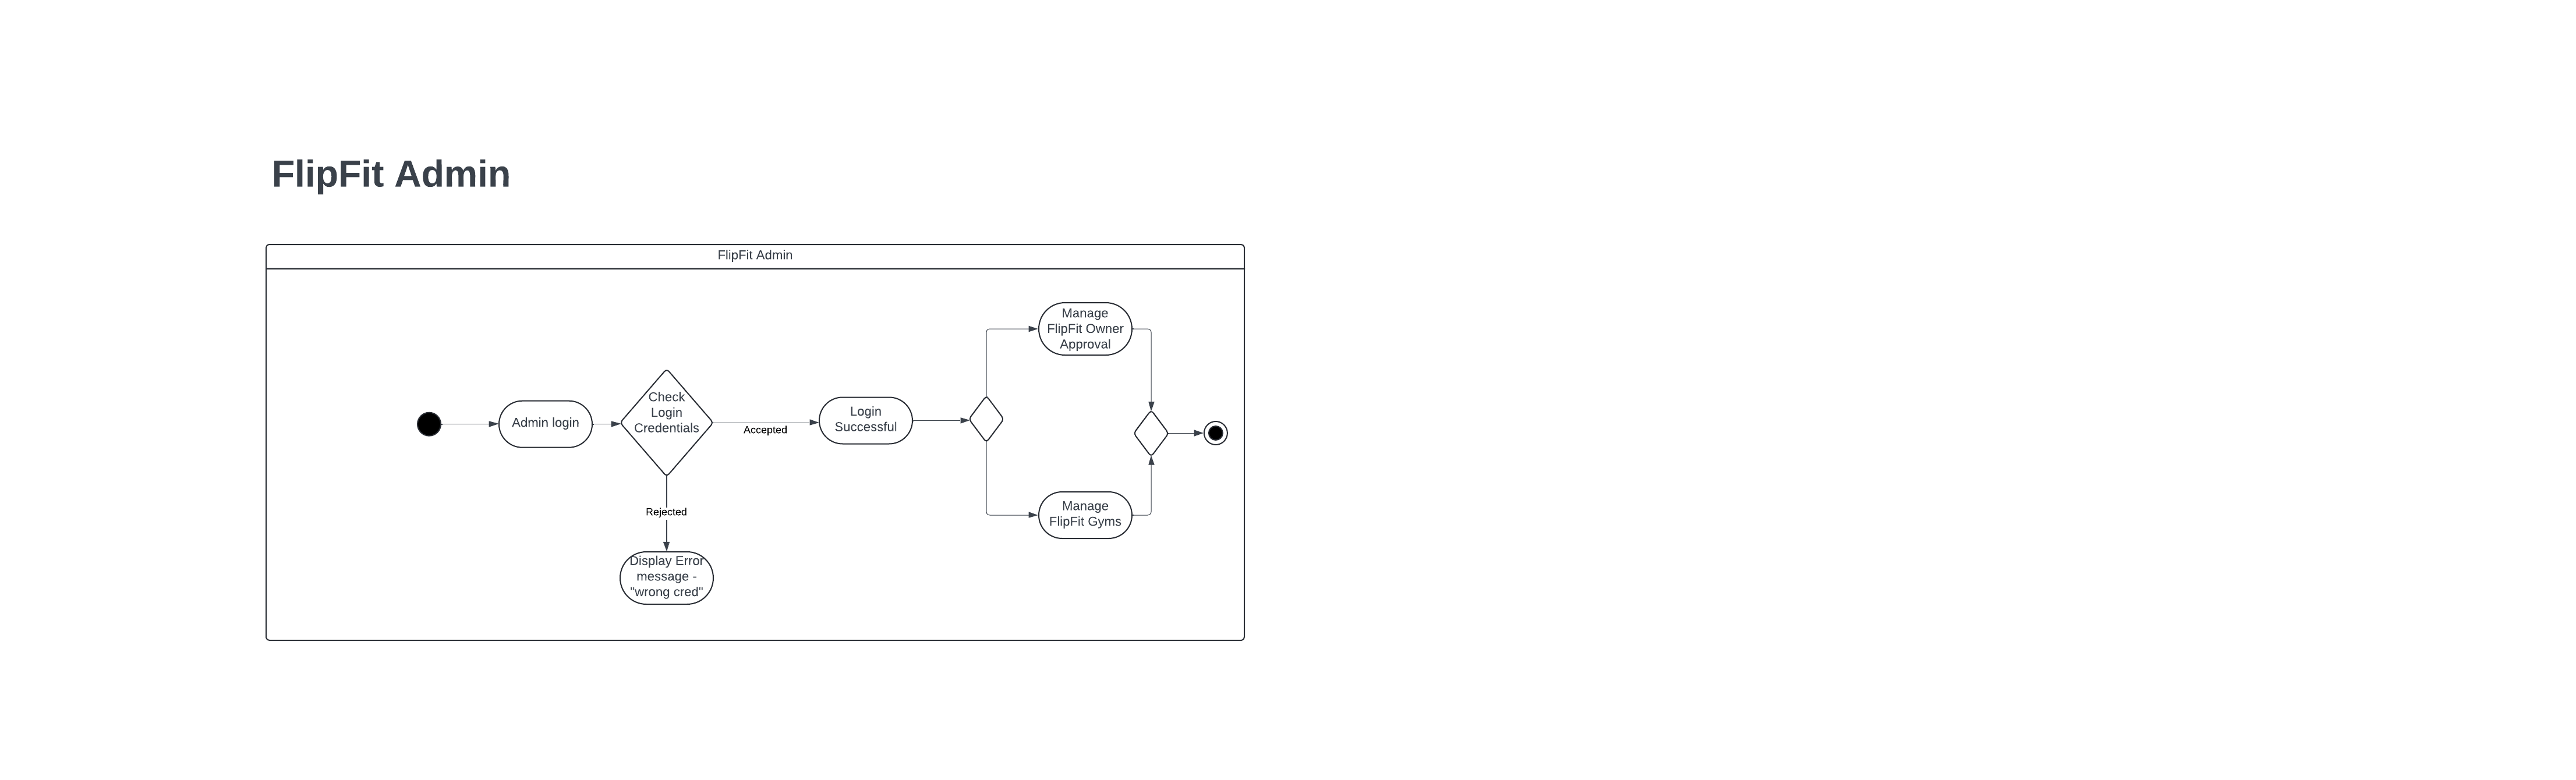 FlipFit Admin
FlipFit Admin
Manage
FlipFit Owner
Approval
Check
Login
Credentials
Admin login
Accepted
Login
Successful
Rejected
Manage
FlipFit Gyms
Display Error
message -
"wrong cred"